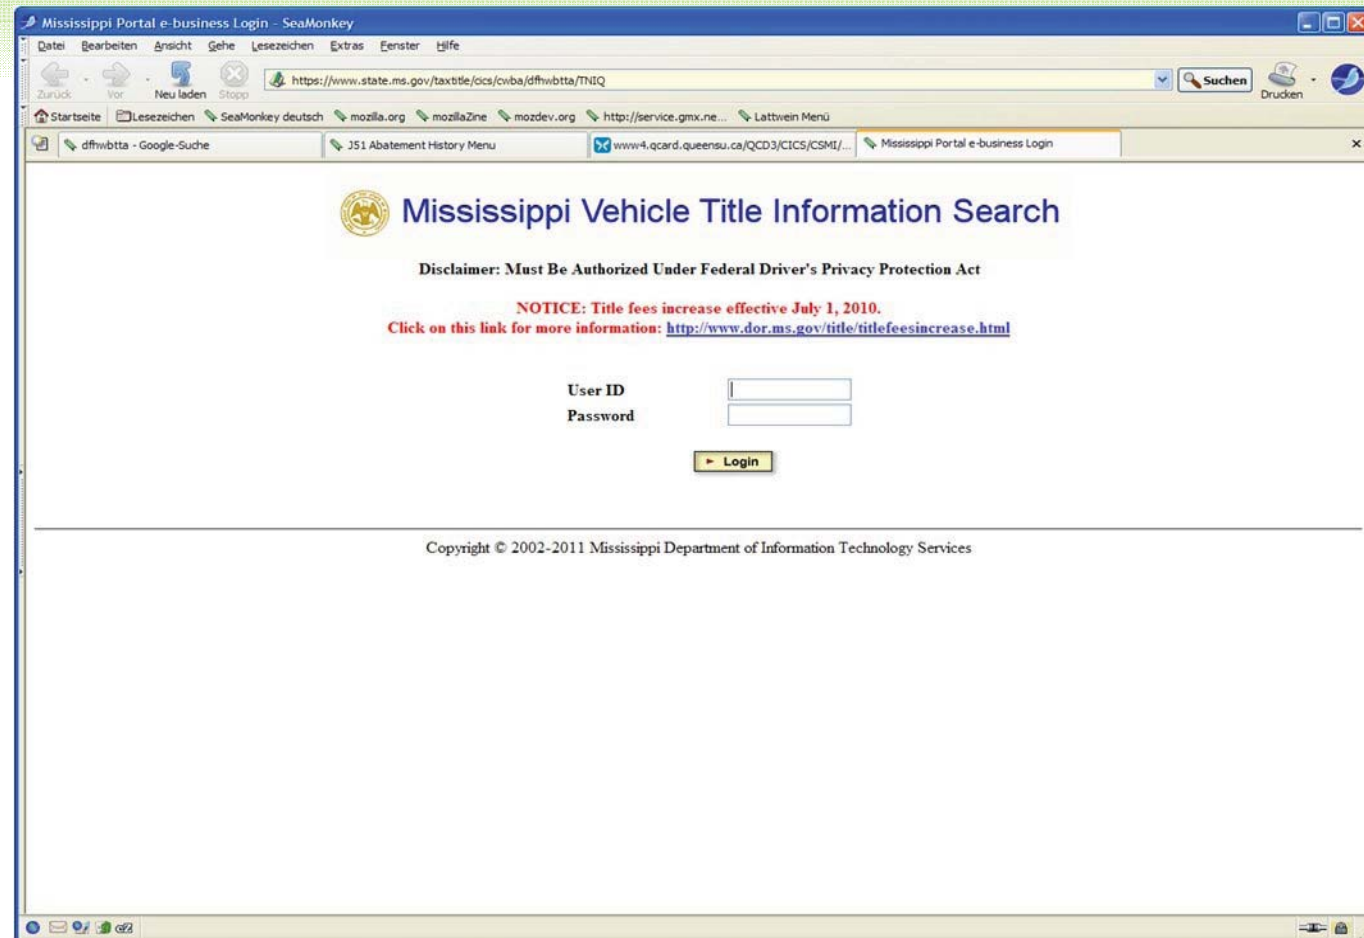 Mississippi Portal e-business Login - SeaMonkey
Datei Bearbeiten Ansicht Gehe Lesezeichen Extras Fenster Hilfe
Zurück Vor Neu laden Stopp https://www.state.ms.gov/taxtitle/cics/cwba/dfhwbtta/TNIQ Suchen Drucken
Startseite Lesezeichen SeaMonkey deutsch mozilla.org mozillaZine mozdev.org http://service.gmx.ne... Lattwein Menü
dfhwbtta - Google-Suche J51 Abatement History Menu www4.qcard.queensu.ca/QCD3/CICS/CSMI/... Mississippi Portal e-business Login
Mississippi Vehicle Title Information Search
Disclaimer: Must Be Authorized Under Federal Driver's Privacy Protection Act
NOTICE: Title fees increase effective July 1, 2010.
Click on this link for more information: http://www.dor.ms.gov/title/titlefeesincrease.html
User ID
Password
Login
Copyright © 2002-2011 Mississippi Department of Information Technology Services